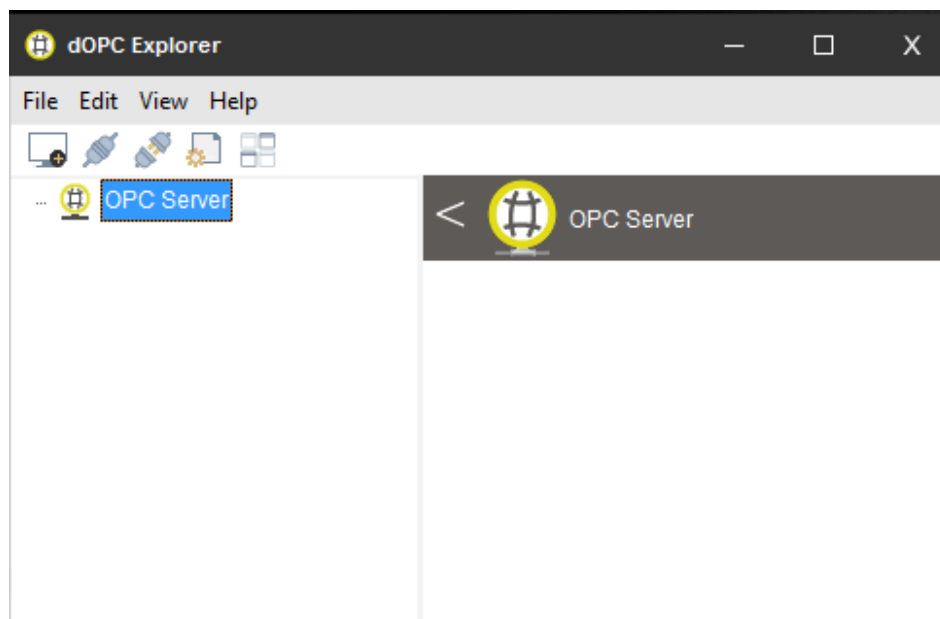 dOPC Explorer
File Edit View Help
OPC Server
OPC Server